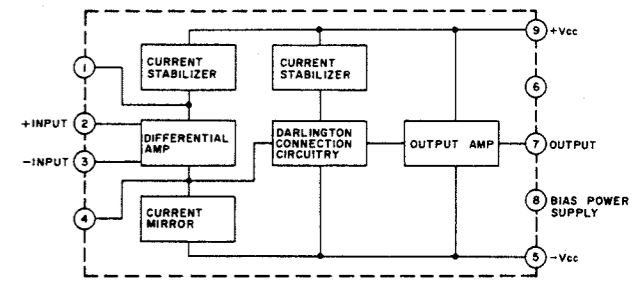 9 +Vcc
CURRENT
STABILIZER
CURRENT
STABILIZER
1
6
+INPUT 2
DIFFERENTIAL
AMP
DARLINGTON
CONNECTION
CIRCUITRY
OUTPUT AMP
7 OUTPUT
-INPUT 3
4
CURRENT
MIRROR
8 BIAS POWER
SUPPLY
5 -Vcc